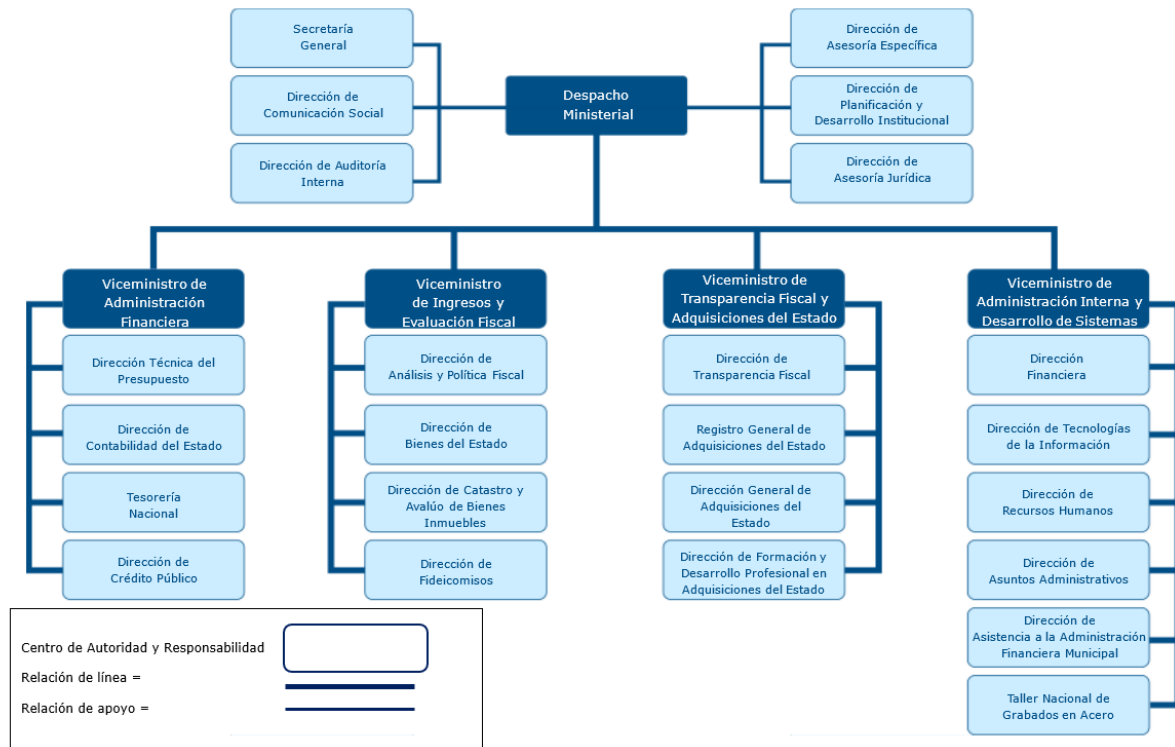 Secretaría
General
Dirección de
Comunicación Social
Dirección de Auditoría
Interna
Despacho
Ministerial
Dirección de
Asesoría Específica
Dirección de
Planificación y
Desarrollo Institucional
Dirección de
Asesoría Jurídica
Viceministro de
Administración
Financiera
Dirección Técnica del
Presupuesto
Dirección de
Contabilidad del Estado
Tesorería
Nacional
Dirección de
Crédito Público
Viceministro
de Ingresos y
Evaluación Fiscal
Dirección de
Análisis y Política Fiscal
Dirección de
Bienes del Estado
Dirección de Catastro y
Avalúo de Bienes
Inmuebles
Dirección de
Fideicomisos
Viceministro de
Transparencia Fiscal y
Adquisiciones del Estado
Dirección de
Transparencia Fiscal
Registro General de
Adquisiciones del Estado
Dirección General de
Adquisiciones del
Estado
Dirección de Formación y
Desarrollo Profesional en
Adquisiciones del Estado
Viceministro de
Administración Interna y
Desarrollo de Sistemas
Dirección
Financiera
Dirección de Tecnologías
de la Información
Dirección de
Recursos Humanos
Dirección de
Asuntos Administrativos
Dirección de
Asistencia a la Administración
Financiera Municipal
Taller Nacional de
Grabados en Acero
Centro de Autoridad y Responsabilidad
Relación de línea =
Relación de apoyo =